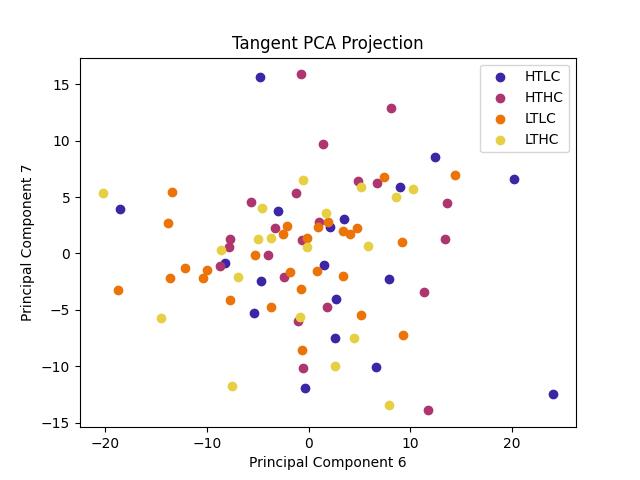 Tangent PCA Projection
HTLC
HTHC
LTLC
LTHC
15
10
5
0
−5
−10
−15
Principal Component 7
−20
−10
0
10
20
Principal Component 6